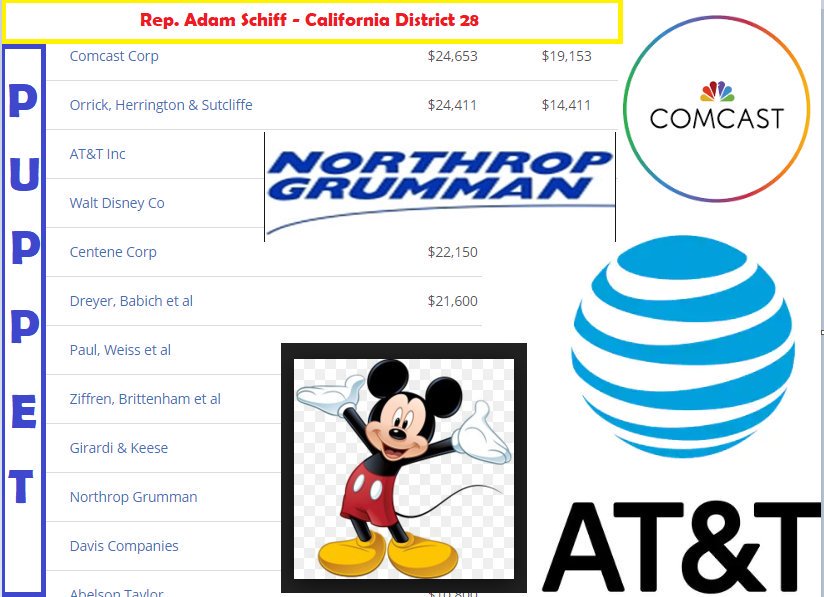 Rep. Adam Schiff - California District 28
PUPPET
Comcast Corp $24,653 $19,153
Orrick, Herrington & Sutcliffe $24,411 $14,411
AT&T Inc
Walt Disney Co
Centene Corp $22,150
Dreyer, Babich et al $21,600
Paul, Weiss et al
Ziffren, Brittenham et al
Girardi & Keese
Northrop Grumman
Davis Companies
Abelson Taylor
NORTHROP
GRUMMAN
COMCAST
AT&T